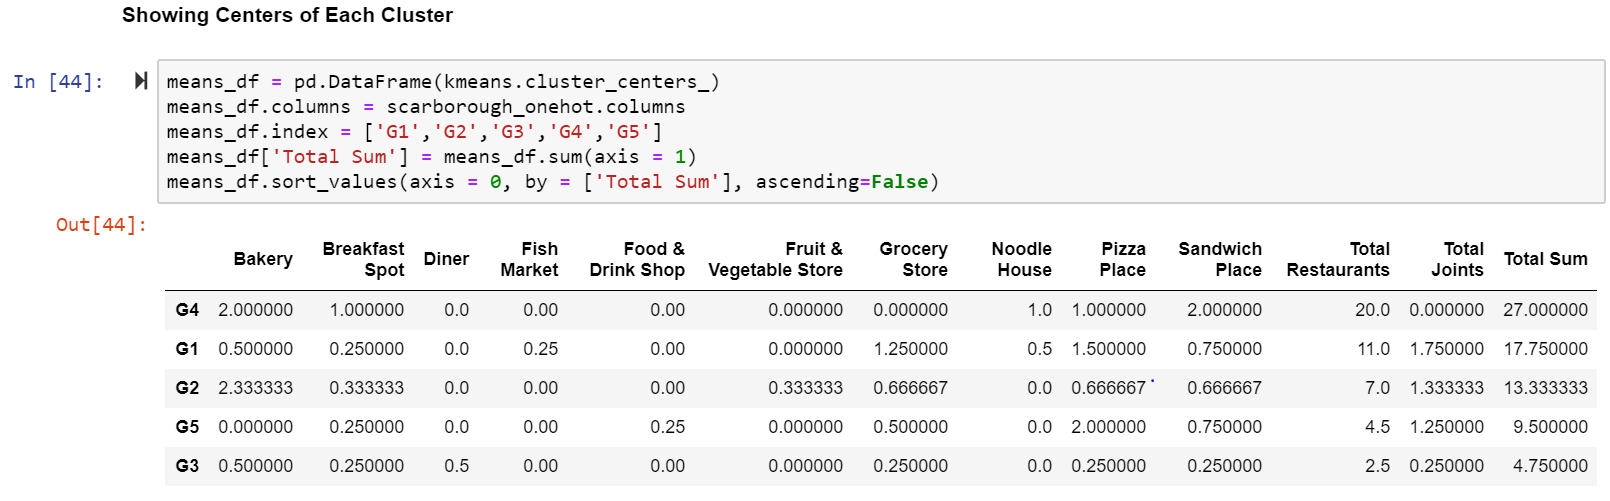 Showing Centers of Each Cluster
In [44]:
means_df = pd.DataFrame(kmeans.cluster_centers_)
means_df.columns = scarborough_onehot.columns
means_df.index = ['G1','G2','G3','G4','G5']
means_df['Total Sum'] = means_df.sum(axis = 1)
means_df.sort_values(axis = 0, by = ['Total Sum'], ascending=False)
Out[44]:
Bakery Breakfast Spot Diner Fish Market Food & Drink Shop Fruit & Vegetable Store Grocery Store Noodle House Pizza Place Sandwich Place Total Restaurants Total Joints Total Sum
G4 2.000000 1.000000 0.0 0.00 0.00 0.000000 0.000000 1.0 1.000000 2.000000 20.0 0.000000 27.000000
G1 0.500000 0.250000 0.0 0.25 0.00 0.000000 1.250000 0.5 1.500000 0.750000 11.0 1.750000 17.750000
G2 2.333333 0.333333 0.0 0.00 0.00 0.333333 0.666667 0.0 0.666667 0.666667 7.0 1.333333 13.333333
G5 0.000000 0.250000 0.0 0.00 0.25 0.000000 0.500000 0.0 2.000000 0.750000 4.5 1.250000 9.500000
G3 0.500000 0.250000 0.5 0.00 0.00 0.000000 0.250000 0.0 0.250000 0.250000 2.5 0.250000 4.750000